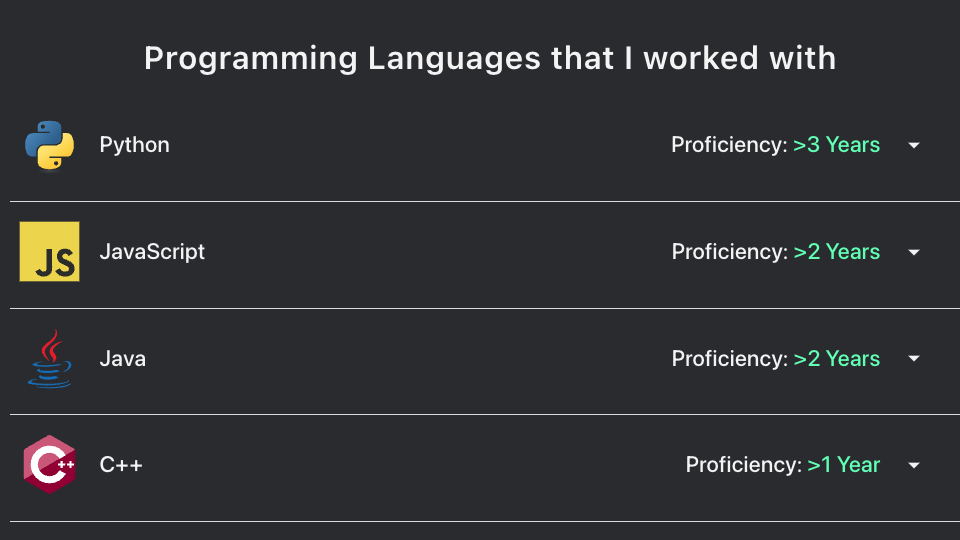 Programming Languages that I worked with
Python Proficiency: >3 Years
JS JavaScript Proficiency: >2 Years
Java Proficiency: >2 Years
C++ C++ Proficiency: >1 Year